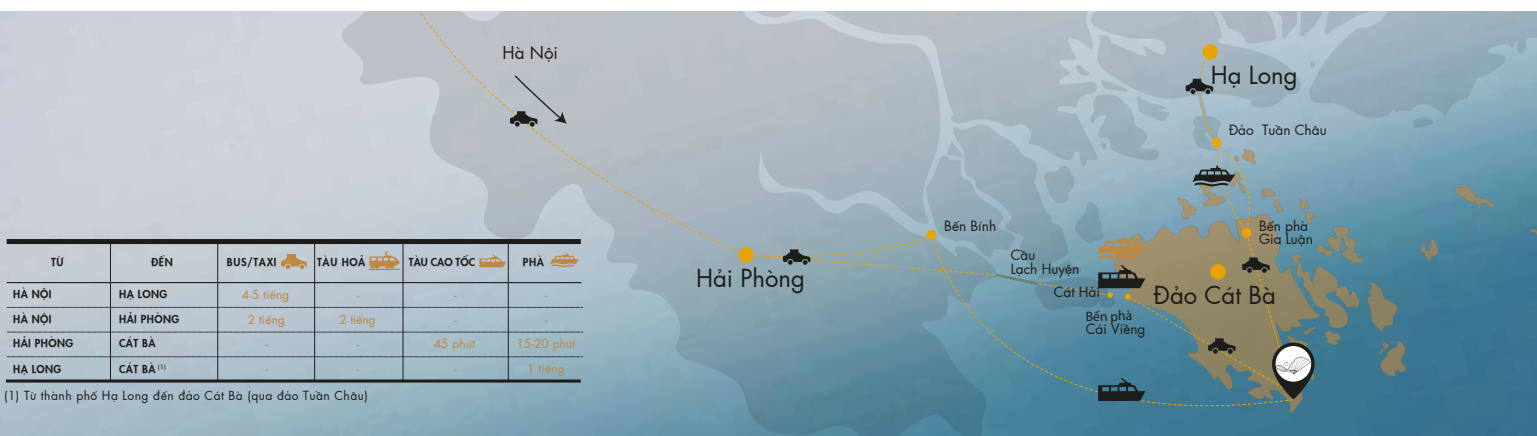 Hà Nội
Hạ Long
Đảo Tuần Châu
Bến Bính
Bến phà
Gia Luận
Hải Phòng
Cầu
Lạch Huyện
Cát Hải
Đảo Cát Bà
Bến phà
Cái Viềng
TỪ ĐẾN BUS/TAXI TÀU HOẢ TÀU CAO TỐC PHÀ
HÀ NÔI HẠ LONG 4-5 tiếng - - -
HÀ NỘI HẢI PHÒNG 2 tiếng 2 tiếng - -
HẢI PHÒNG CÁT BÀ - - 45 phút 15-20 phút
HẠ LONG CÁT BÀ (1) - - - 1 tiếng
(1) Từ thành phố Hạ Long đến đảo Cát Bà (qua đảo Tuần Châu)